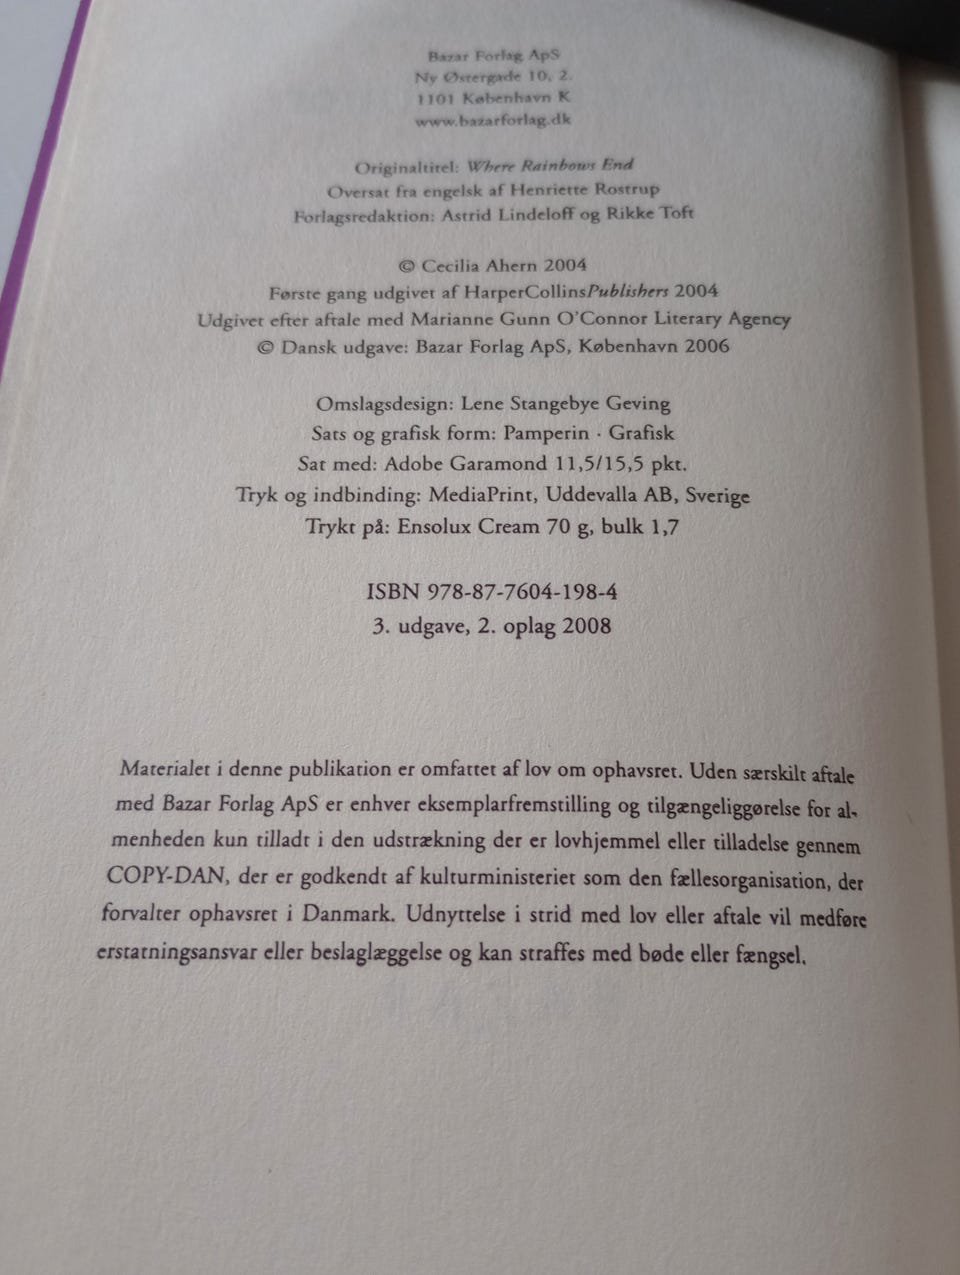 Bazar Forlag ApS
Ny Østergade 10, 2.
1101 København K
www.bazarforlag.dk
Originaltitel: Where Rainbows End
Oversat fra engelsk af Henriette Rostrup
Forlagsredaktion: Astrid Lindeloff og Rikke Toft
© Cecilia Ahern 2004
Første gang udgivet af HarperCollinsPublishers 2004
Udgivet efter aftale med Marianne Gunn O'Connor Literary Agency
© Dansk udgave: Bazar Forlag ApS, København 2006
Omslagsdesign: Lene Stangebye Geving
Sats og grafisk form: Pamperin · Grafisk
Sat med: Adobe Garamond 11,5/15,5 pkt.
Tryk og indbinding: MediaPrint, Uddevalla AB, Sverige
Trykt på: Ensolux Cream 70 g, bulk 1,7
ISBN 978-87-7604-198-4
3. udgave, 2. oplag 2008
Materialet i denne publikation er omfattet af lov om ophavsret. Uden særskilt aftale
med Bazar Forlag ApS er enhver eksemplarfremstilling og tilgængeliggørelse for al-
menheden kun tilladt i den udstrækning der er lovhjemmel eller tilladelse gennem
COPY-DAN, der er godkendt af kulturministeriet som den fællesorganisation, der
forvalter ophavsret i Danmark. Udnyttelse i strid med lov eller aftale vil medføre
erstatningsansvar eller beslaglæggelse og kan straffes med bøde eller fængsel.